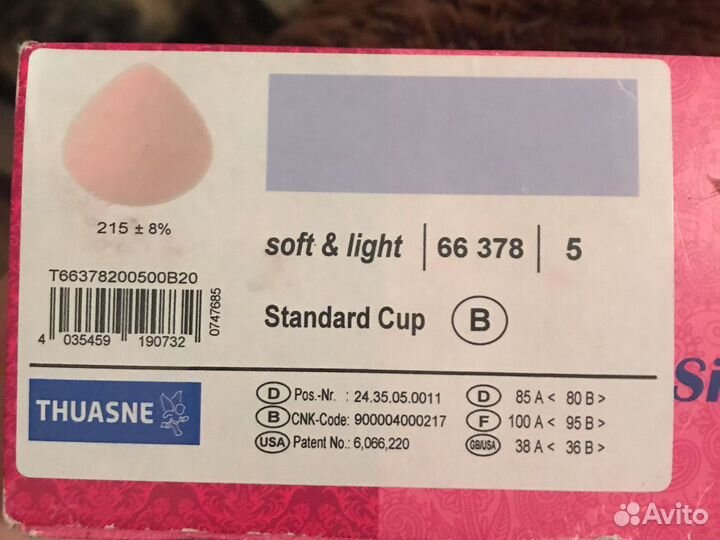 215 ± 8%
soft & light | 66 378 | 5
T66378200500B20
Standard Cup B
0747685
4 035459 190732
THUASNE
D Pos.-Nr. : 24.35.05.0011
B CNK-Code: 900004000217
USA Patent No.: 6,066,220
D 85 A < 80 B >
F 100 A < 95 B >
GB/USA 38 A < 36 B >
Si
Avito